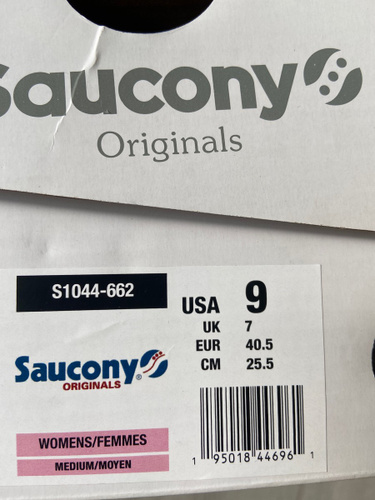 Saucony
Originals
S1044-662
USA 9
UK 7
EUR 40.5
CM 25.5
Saucony®
ORIGINALS
WOMENS/FEMMES
MEDIUM/MOYEN
1 95018 44696 1